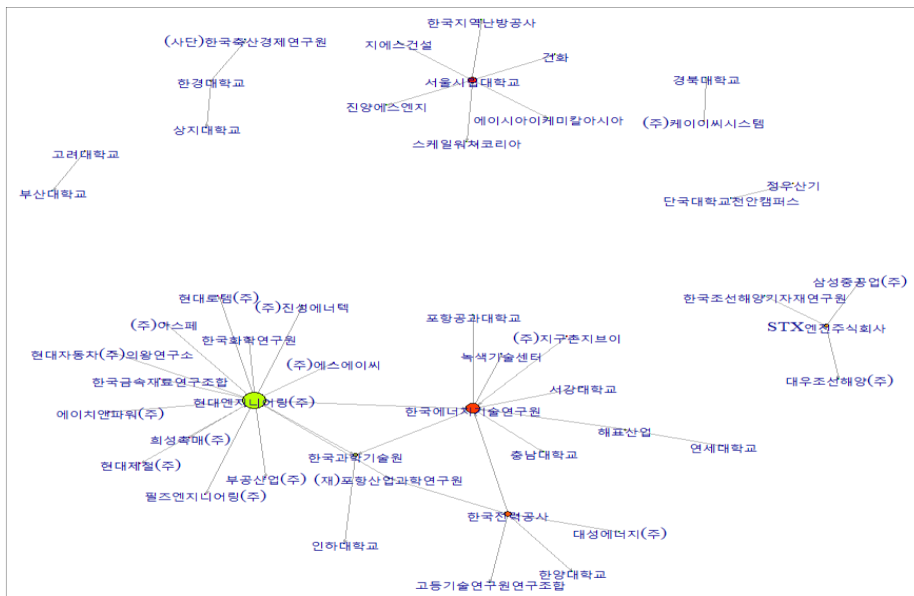 한국지역난방공사
(사단)한국축산경제연구원
지에스건설
건화
한경대학교
서울시립대학교
경북대학교
진양에스엔지
에이시아이케미칼아시아
(주)케이이씨시스템
상지대학교
스케일워쳐코리아
고려대학교
정우산기
부산대학교
단국대학교천안캠퍼스
삼성중공업(주)
현대로템(주)
한국조선해양기자재연구원
(주)진성에너텍
포항공과대학교
(주)아스페
STX엔진주식회사
한국화학연구원
(주)지구촌지브이
현대자동차(주)의왕연구소
녹색기술센터
(주)에스에이씨
대우조선해양(주)
한국금속재료연구조합
서강대학교
현대엔지니어링(주)
에이치앤파워(주)
한국에너지기술연구원
해표산업
희성촉매(주)
연세대학교
충남대학교
한국과학기술원
현대제철(주)
부공산업(주)
(재)포항산업과학연구원
필즈엔지니어링(주)
한국전력공사
대성에너지(주)
인하대학교
한양대학교
고등기술연구원연구조합